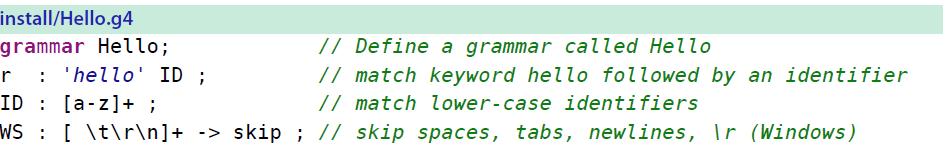 install/Hello.g4
grammar Hello; // Define a grammar called Hello
r : 'hello' ID ; // match keyword hello followed by an identifier
ID : [a-z]+ ; // match lower-case identifiers
WS : [ \t\r\n]+ -> skip ; // skip spaces, tabs, newlines, \r (Windows)